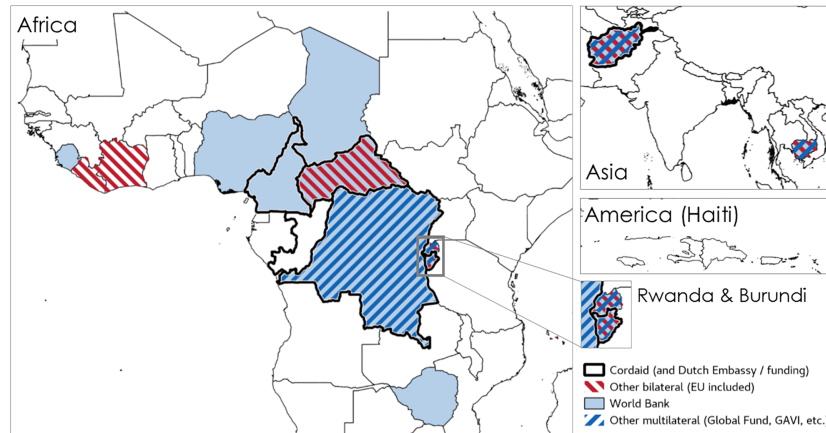 Africa
Asia
America (Haiti)
Rwanda & Burundi
Cordaid (and Dutch Embassy / funding)
Other bilateral (EU included)
World Bank
Other multilateral (Global Fund, GAVI, etc.